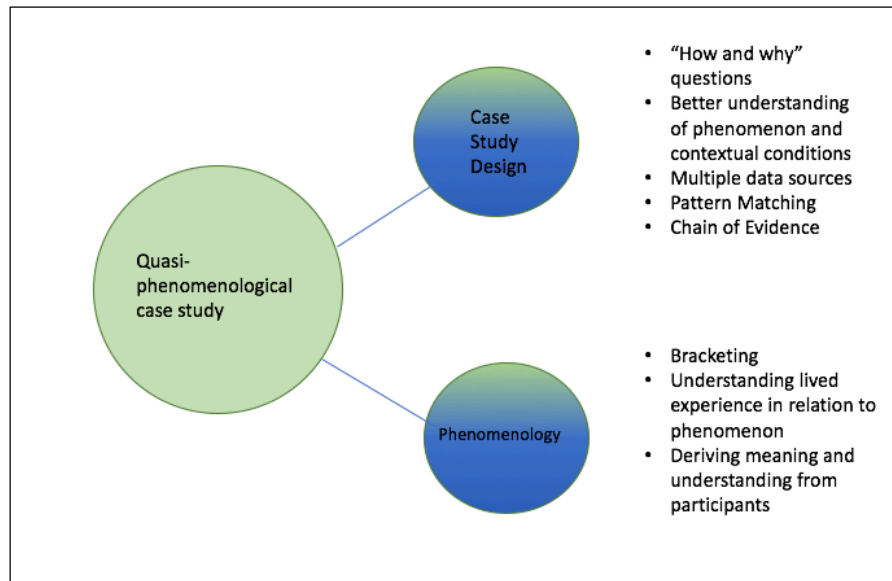 Quasi-
phenomenological
case study
Case
Study
Design
• “How and why”
questions
• Better understanding
of phenomenon and
contextual conditions
• Multiple data sources
• Pattern Matching
• Chain of Evidence
Phenomenology
• Bracketing
• Understanding lived
experience in relation to
phenomenon
• Deriving meaning and
understanding from
participants